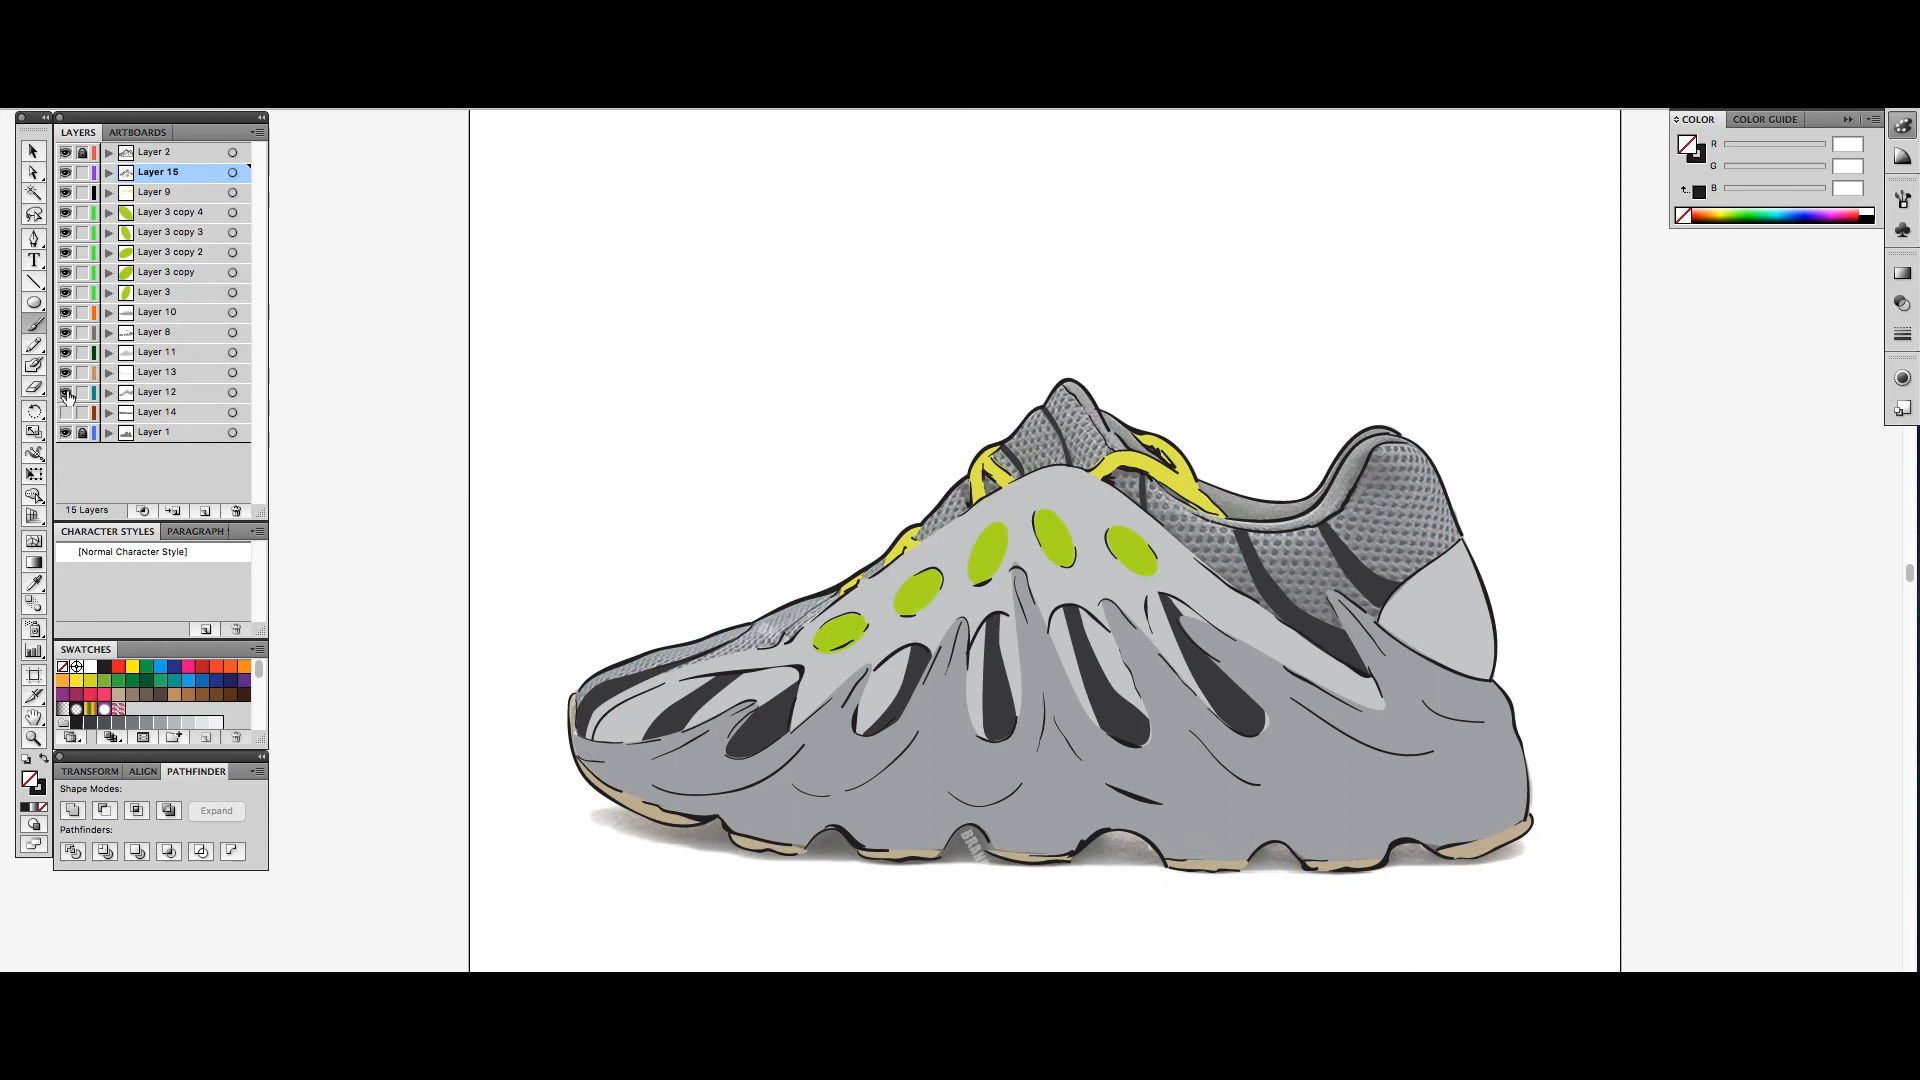 LAYERS ARTBOARDS
Layer 2
Layer 15
Layer 9
Layer 3 copy 4
Layer 3 copy 3
Layer 3 copy 2
Layer 3 copy
Layer 3
Layer 10
Layer 8
Layer 11
Layer 13
Layer 12
Layer 14
Layer 1
15 Layers
CHARACTER STYLES PARAGRAPH
[Normal Character Style]
SWATCHES
TRANSFORM ALIGN PATHFINDER
Shape Modes:
Expand
Pathfinders:
COLOR COLOR GUIDE
R
G
B
BRAN